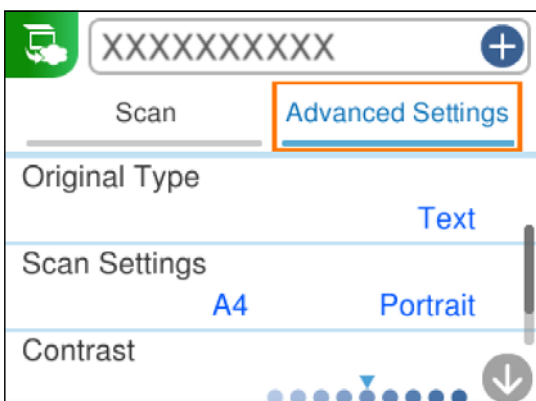 XXXXXXXXXX
Scan Advanced Settings
Original Type
Text
Scan Settings
A4 Portrait
Contrast